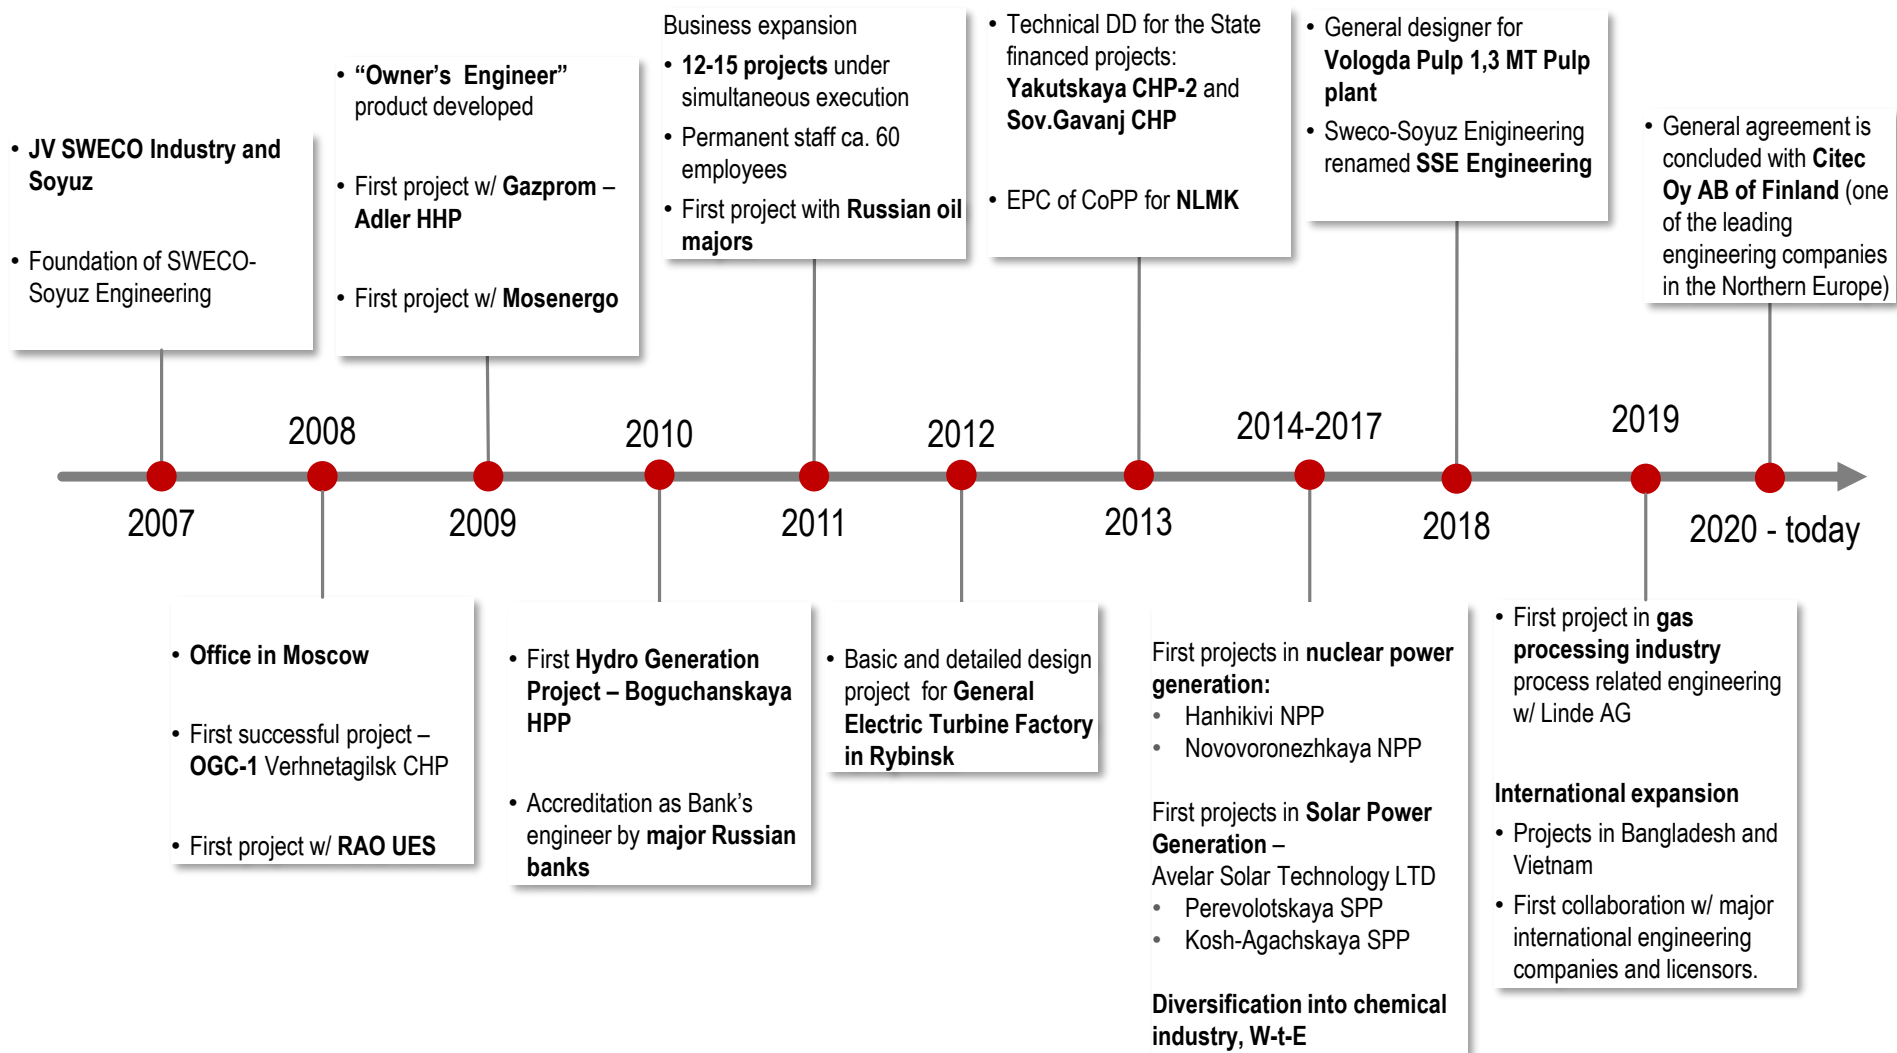 • JV SWECO Industry and
Soyuz
• Foundation of SWECO-
Soyuz Engineering
• “Owner’s Engineer”
product developed
• First project w/ Gazprom –
Adler HHP
• First project w/ Mosenergo
Business expansion
• 12-15 projects under
simultaneous execution
• Permanent staff ca. 60
employees
• First project with Russian oil
majors
• Technical DD for the State
financed projects:
Yakutskaya CHP-2 and
Sov.Gavanj CHP
• EPC of CoPP for NLMK
• General designer for
Vologda Pulp 1,3 MT Pulp
plant
• Sweco-Soyuz Enigineering
renamed SSE Engineering
• General agreement is
concluded with Citec
Oy AB of Finland (one
of the leading
engineering companies
in the Northern Europe)
2008
2010
2012
2014-2017
2019
2007
2009
2011
2013
2018
2020 - today
• Office in Moscow
• First successful project –
OGC-1 Verhnetagilsk CHP
• First project w/ RAO UES
• First Hydro Generation
Project – Boguchanskaya
HPP
• Accreditation as Bank’s
engineer by major Russian
banks
• Basic and detailed design
project for General
Electric Turbine Factory
in Rybinsk
First projects in nuclear power
generation:
• Hanhikivi NPP
• Novovoronezhkaya NPP
First projects in Solar Power
Generation –
Avelar Solar Technology LTD
• Perevolotskaya SPP
• Kosh-Agachskaya SPP
Diversification into chemical
industry, W-t-E
• First project in gas
processing industry
process related engineering
w/ Linde AG
International expansion
• Projects in Bangladesh and
Vietnam
• First collaboration w/ major
international engineering
companies and licensors.